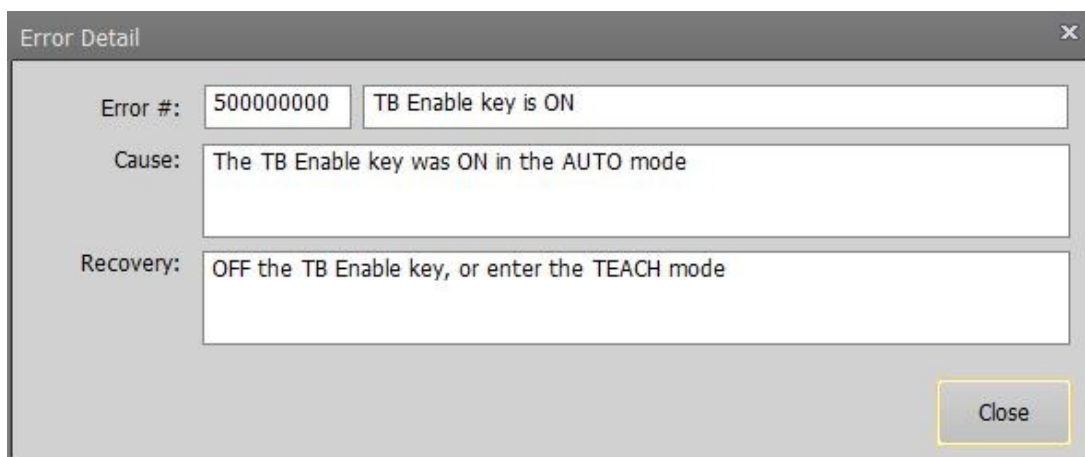 Error Detail
Error #: 500000000 TB Enable key is ON
Cause: The TB Enable key was ON in the AUTO mode
Recovery: OFF the TB Enable key, or enter the TEACH mode
Close